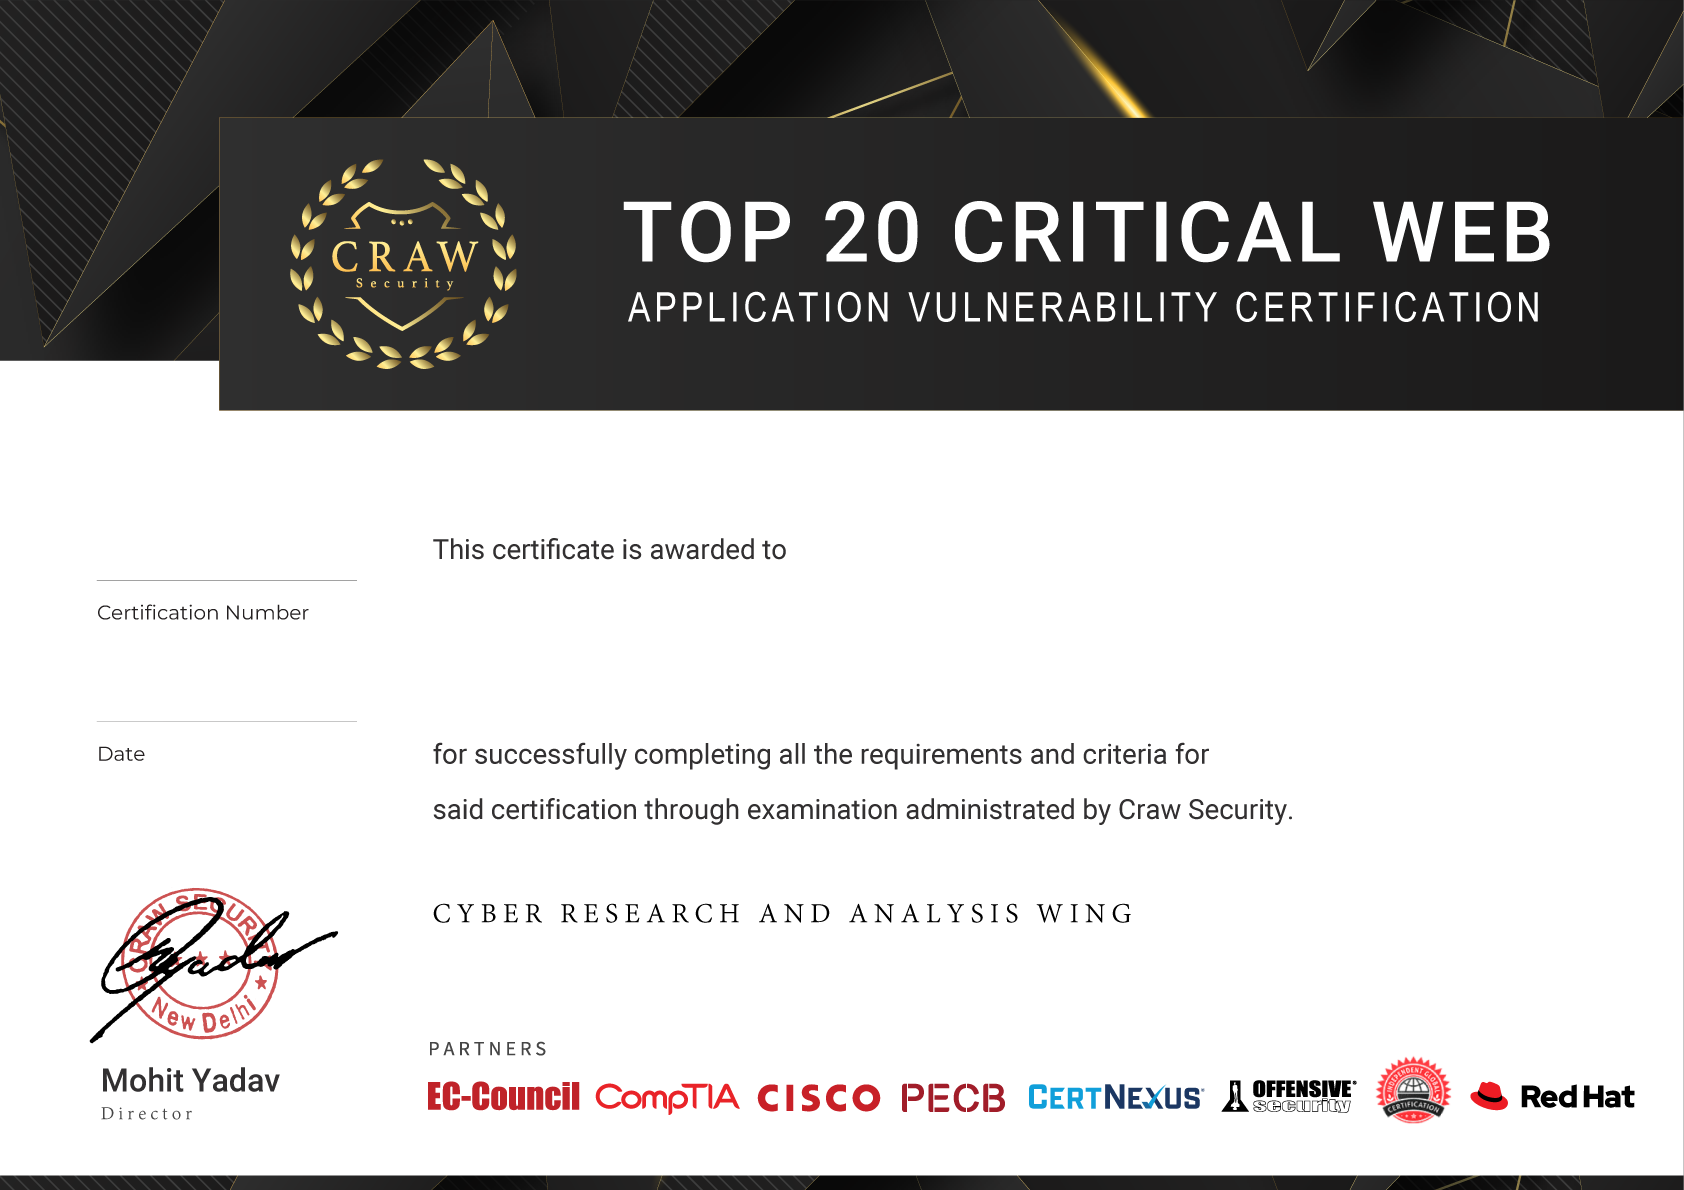 CRAW
Security
TOP 20 CRITICAL WEB
APPLICATION VULNERABILITY CERTIFICATION
This certificate is awarded to
Certification Number
Date
for successfully completing all the requirements and criteria for
said certification through examination administrated by Craw Security.
CYBER RESEARCH AND ANALYSIS WING
CRAW SECURITY
New Delhi
Mohit Yadav
Director
PARTNERS
EC-Council CompTIA CISCO PECB CERTNEXUS OFFENSIVE® security INDEPENDENT GLOBAL CERTIFICATION Red Hat